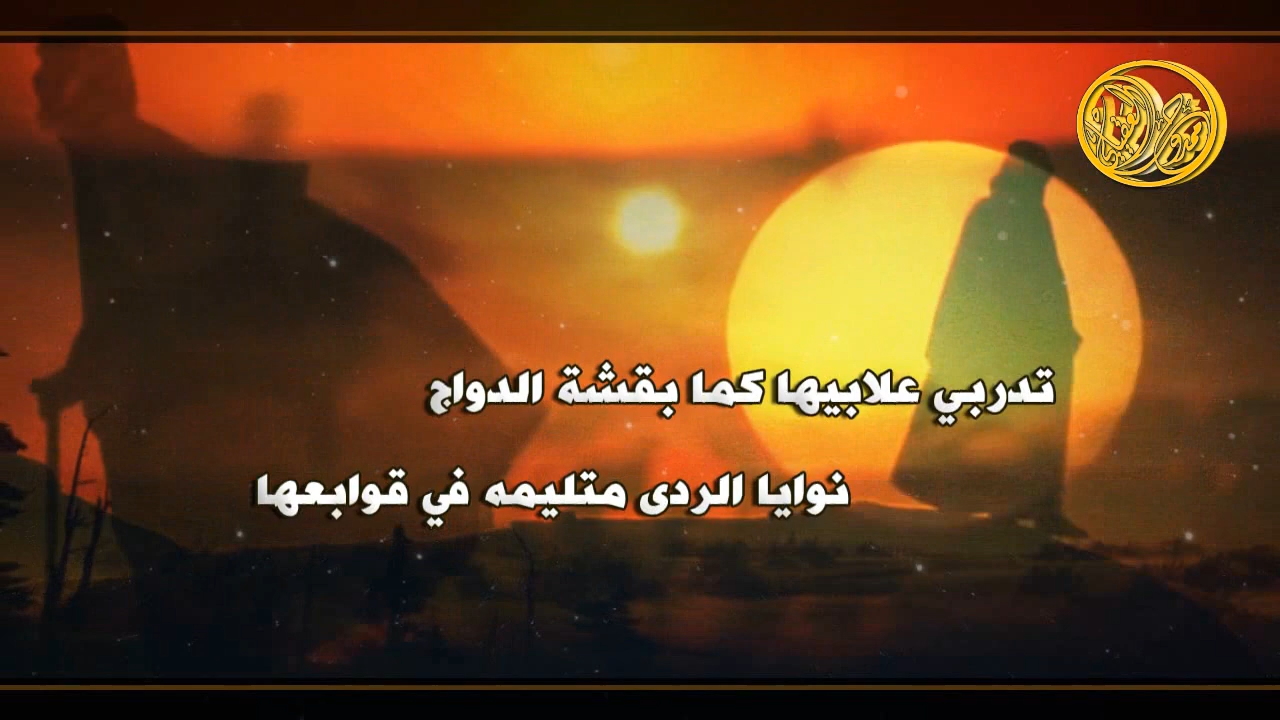 تدربي علابيها كما بقشة الدواج
نوايا الردى متليمه في قوابعها